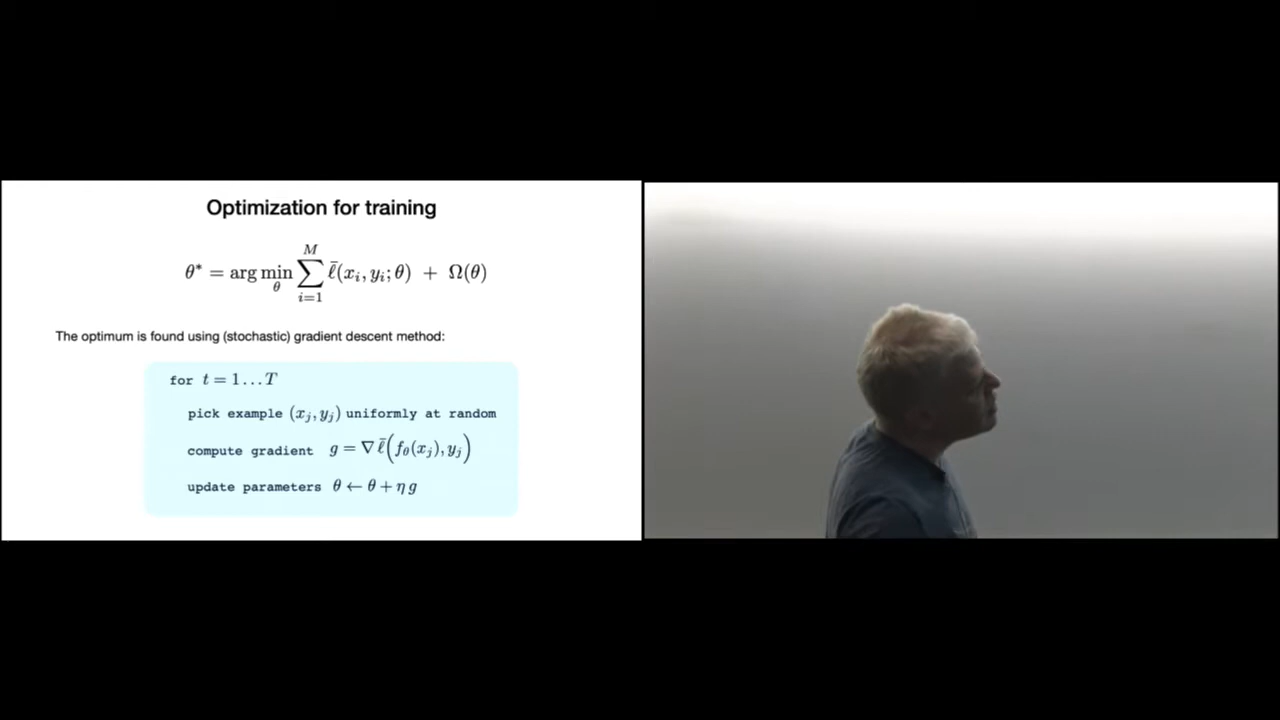 Optimization for training
θ* = arg min_θ ∑_{i=1}^{M} ℓ̄(x_i, y_i; θ) + Ω(θ)
The optimum is found using (stochastic) gradient descent method:
for t = 1...T
pick example (x_j, y_j) uniformly at random
compute gradient g = ∇ ℓ̄(f_θ(x_j), y_j)
update parameters θ ← θ + η g